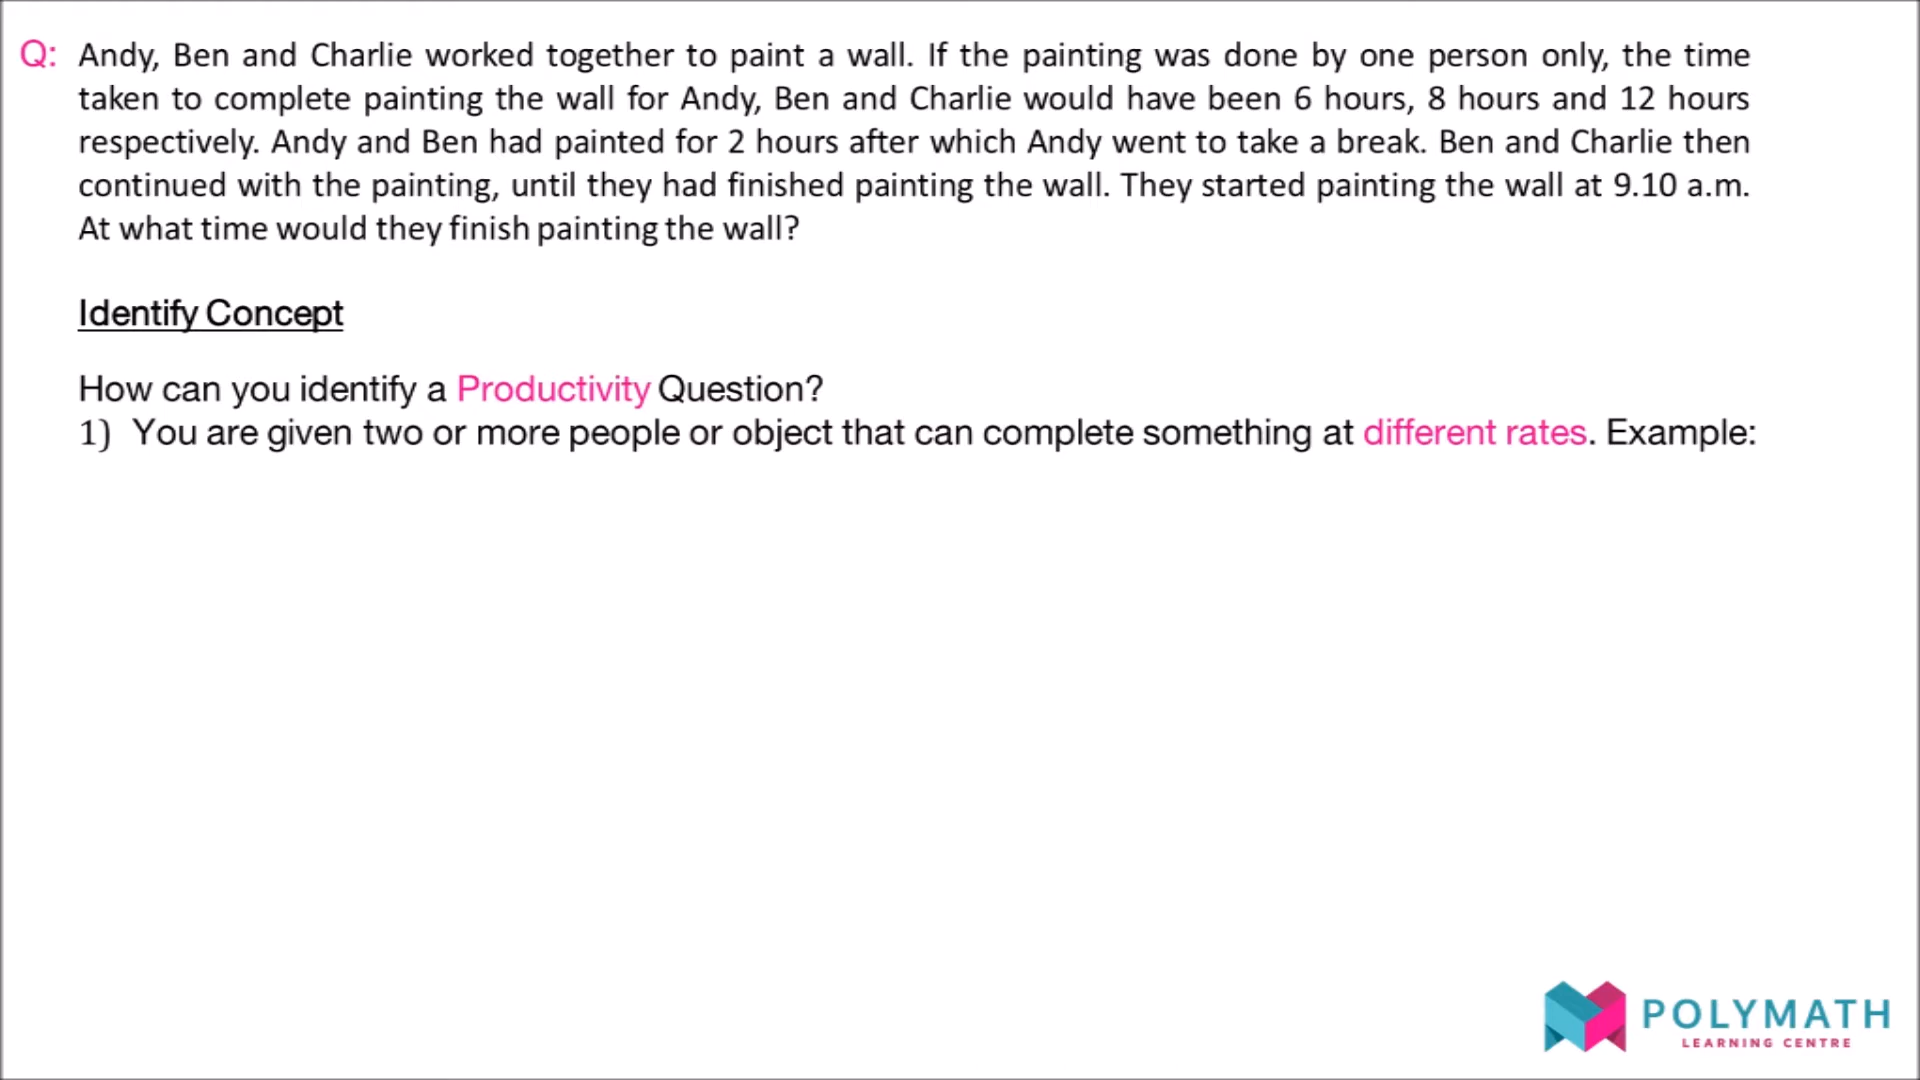 Q: Andy, Ben and Charlie worked together to paint a wall. If the painting was done by one person only, the time
taken to complete painting the wall for Andy, Ben and Charlie would have been 6 hours, 8 hours and 12 hours
respectively. Andy and Ben had painted for 2 hours after which Andy went to take a break. Ben and Charlie then
continued with the painting, until they had finished painting the wall. They started painting the wall at 9.10 a.m.
At what time would they finish painting the wall?
Identify Concept
How can you identify a Productivity Question?
1) You are given two or more people or object that can complete something at different rates. Example:
POLYMATH
LEARNING CENTRE